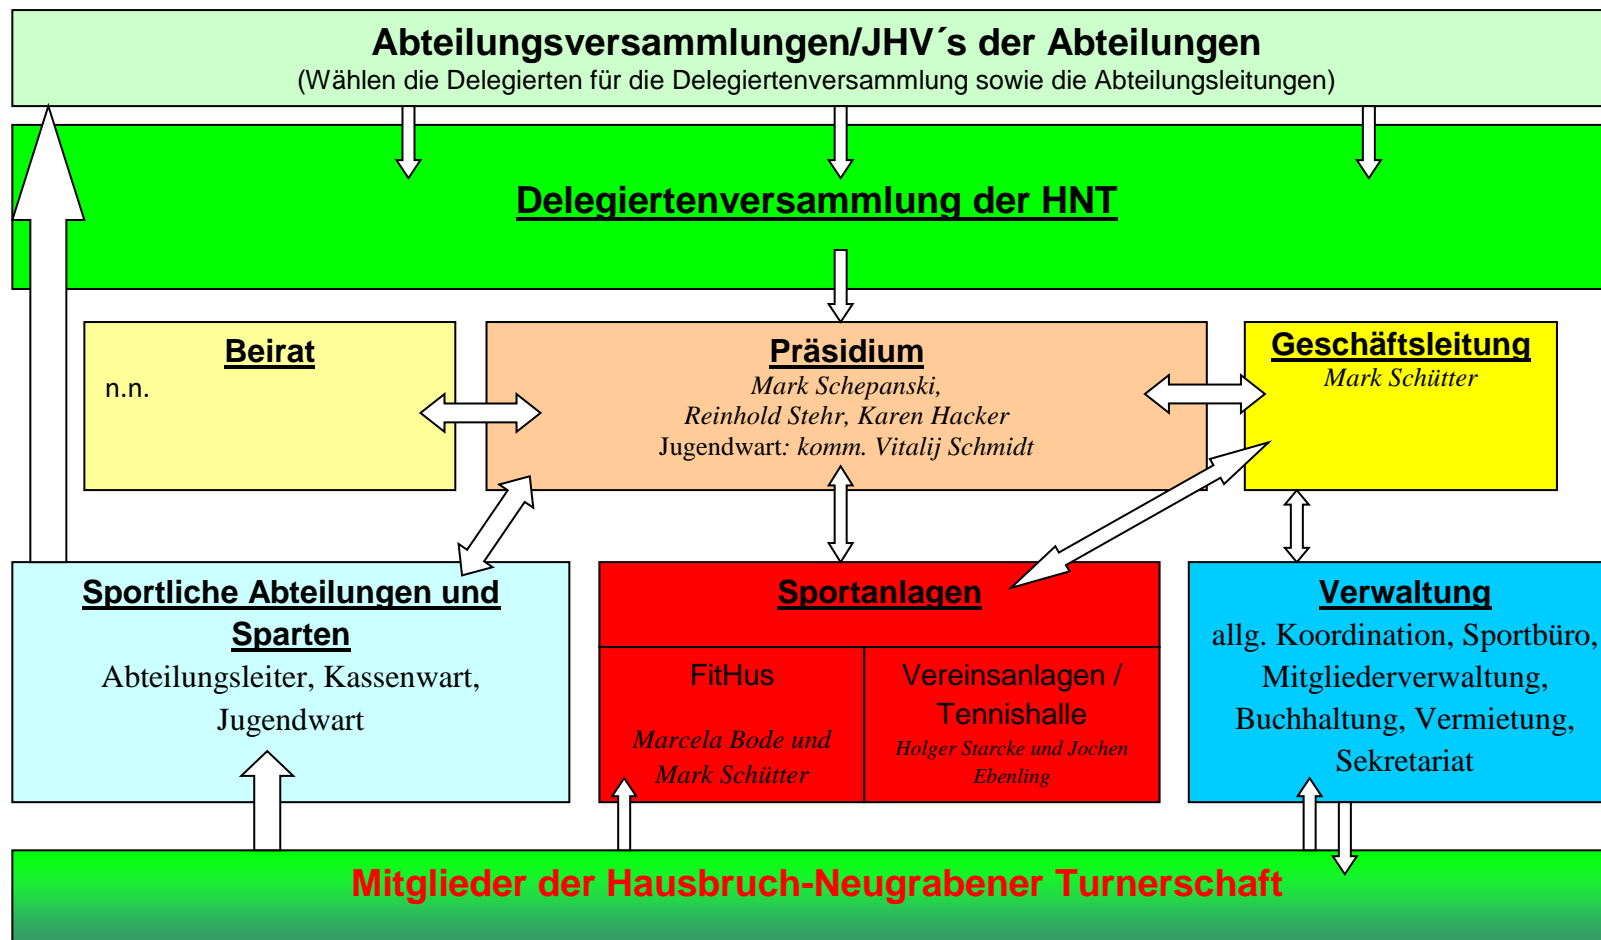 Abteilungsversammlungen/JHV´s der Abteilungen
(Wählen die Delegierten für die Delegiertenversammlung sowie die Abteilungsleitungen)
Delegiertenversammlung der HNT
Beirat
n.n.
Präsidium
Mark Schepanski,
Reinhold Stehr, Karen Hacker
Jugendwart: komm. Vitalij Schmidt
Geschäftsleitung
Mark Schütter
Sportliche Abteilungen und
Sparten
Abteilungsleiter, Kassenwart,
Jugendwart
Sportanlagen
FitHus
Marcela Bode und
Mark Schütter
Vereinsanlagen /
Tennishalle
Holger Starcke und Jochen
Ebenling
Verwaltung
allg. Koordination, Sportbüro,
Mitgliederverwaltung,
Buchhaltung, Vermietung,
Sekretariat
Mitglieder der Hausbruch-Neugrabener Turnerschaft